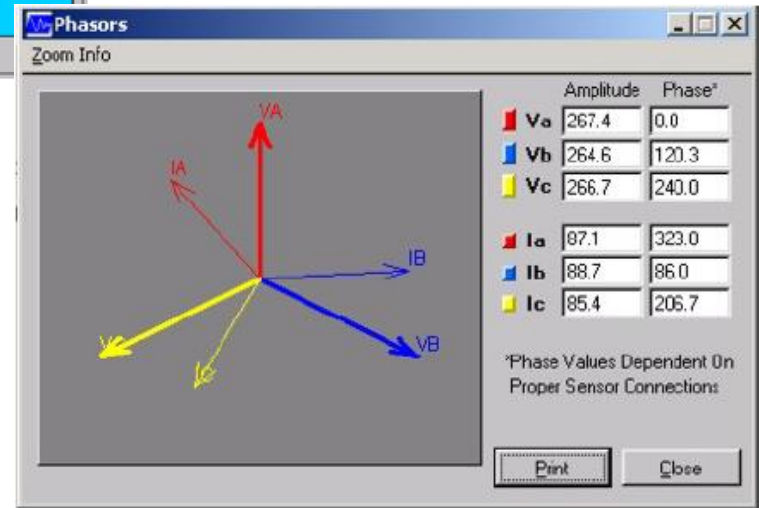 Phasors
Zoom Info
Amplitude Phase*
Va 267.4 0.0
Vb 264.6 120.3
Vc 266.7 240.0
Ia 87.1 323.0
Ib 88.7 86.0
Ic 85.4 206.7
*Phase Values Dependent On
Proper Sensor Connections
Print Close
VA
IA
IB
VB
VC
IC